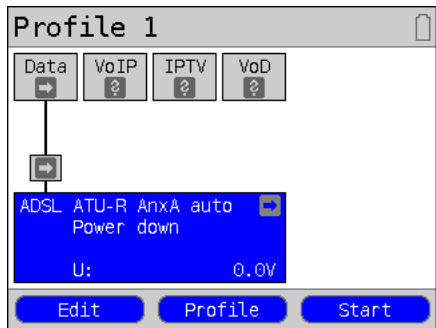 Profile 1
Data VoIP IPTV VoD
? ? ?
ADSL ATU-R AnxA auto
Power down
U: 0.0V
Edit Profile Start